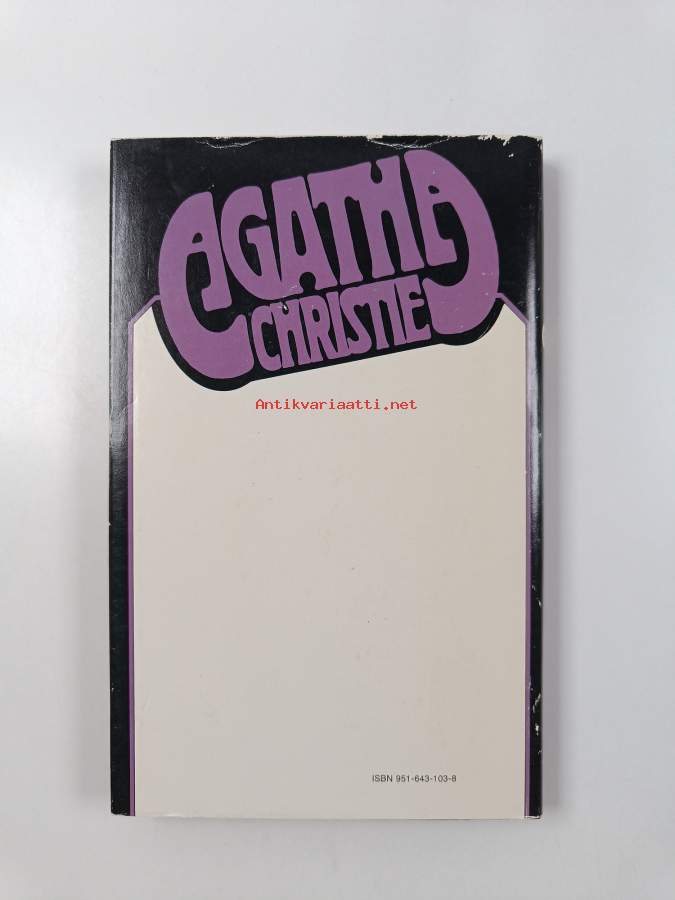 AGATHA
CHRISTIE
Antikvariaatti.net
ISBN 951-643-103-8